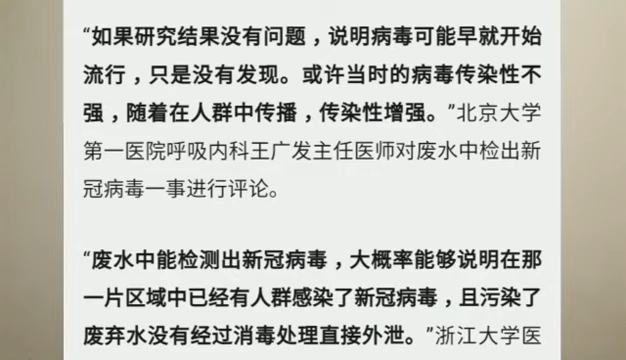 “如果研究结果没有问题，说明病毒可能早就开始
流行，只是没有发现。或许当时的病毒传染性不
强，随着在人群中传播，传染性增强。”北京大学
第一医院呼吸内科王广发主任医师对废水中检出新
冠病毒一事进行评论。
“废水中能检测出新冠病毒，大概率能够说明在那
一片区域中已经有人群感染了新冠病毒，且污染了
废弃水没有经过消毒处理直接外泄。”浙江大学医